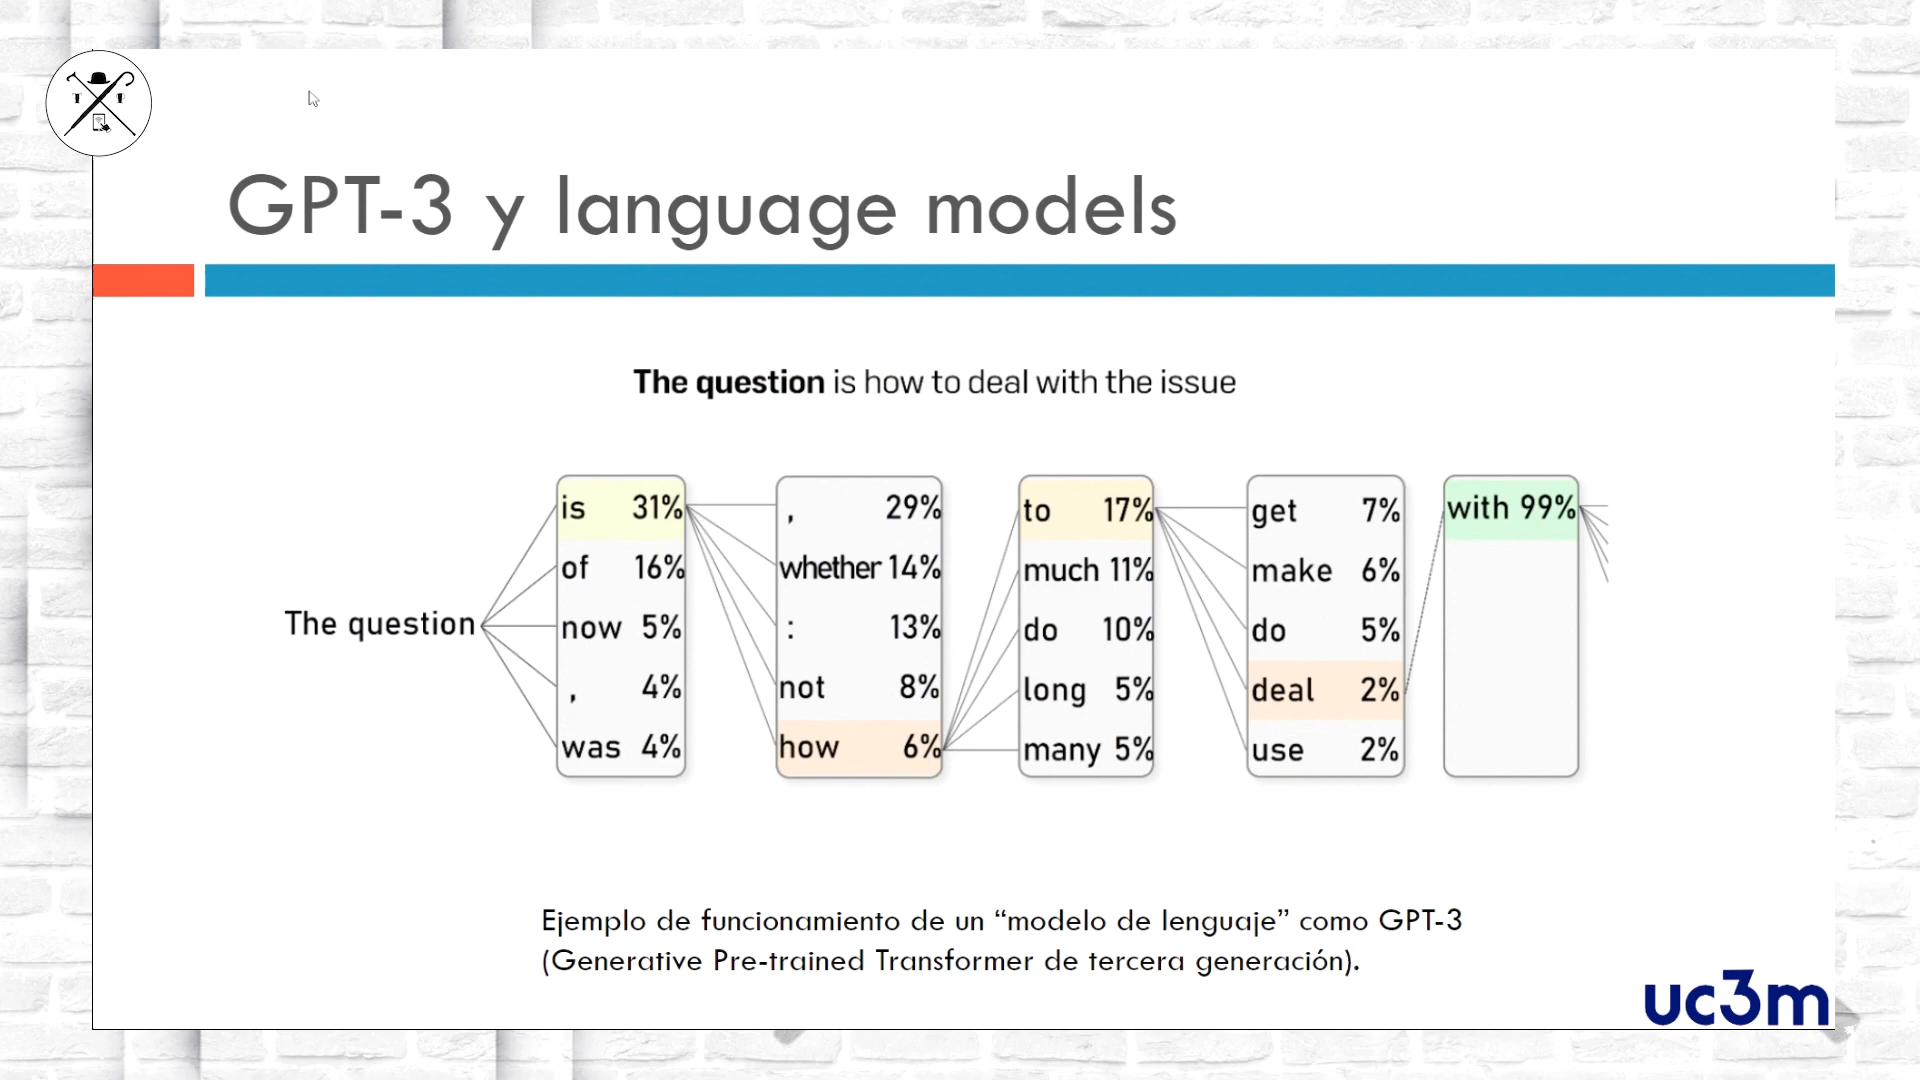 GPT-3 y language models
The question is how to deal with the issue
The question
is 31%
of 16%
now 5%
, 4%
was 4%
, 29%
whether 14%
: 13%
not 8%
how 6%
to 17%
much 11%
do 10%
long 5%
many 5%
get 7%
make 6%
do 5%
deal 2%
use 2%
with 99%
Ejemplo de funcionamiento de un “modelo de lenguaje” como GPT-3
(Generative Pre-trained Transformer de tercera generación).
uc3m